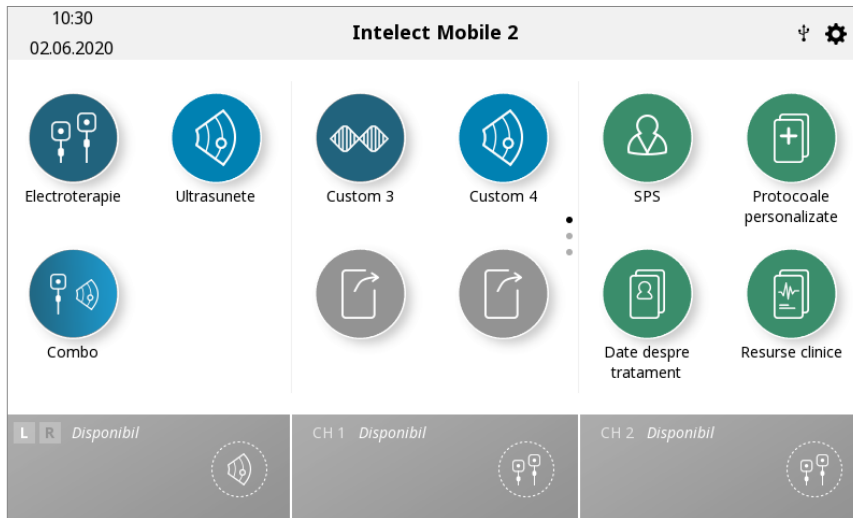 10:30
02.06.2020
Intelect Mobile 2
Electroterapie
Ultrasunete
Custom 3
Custom 4
SPS
Protocoale
personalizate
Combo
Date despre
tratament
Resurse clinice
L R Disponibil
CH 1 Disponibil
CH 2 Disponibil